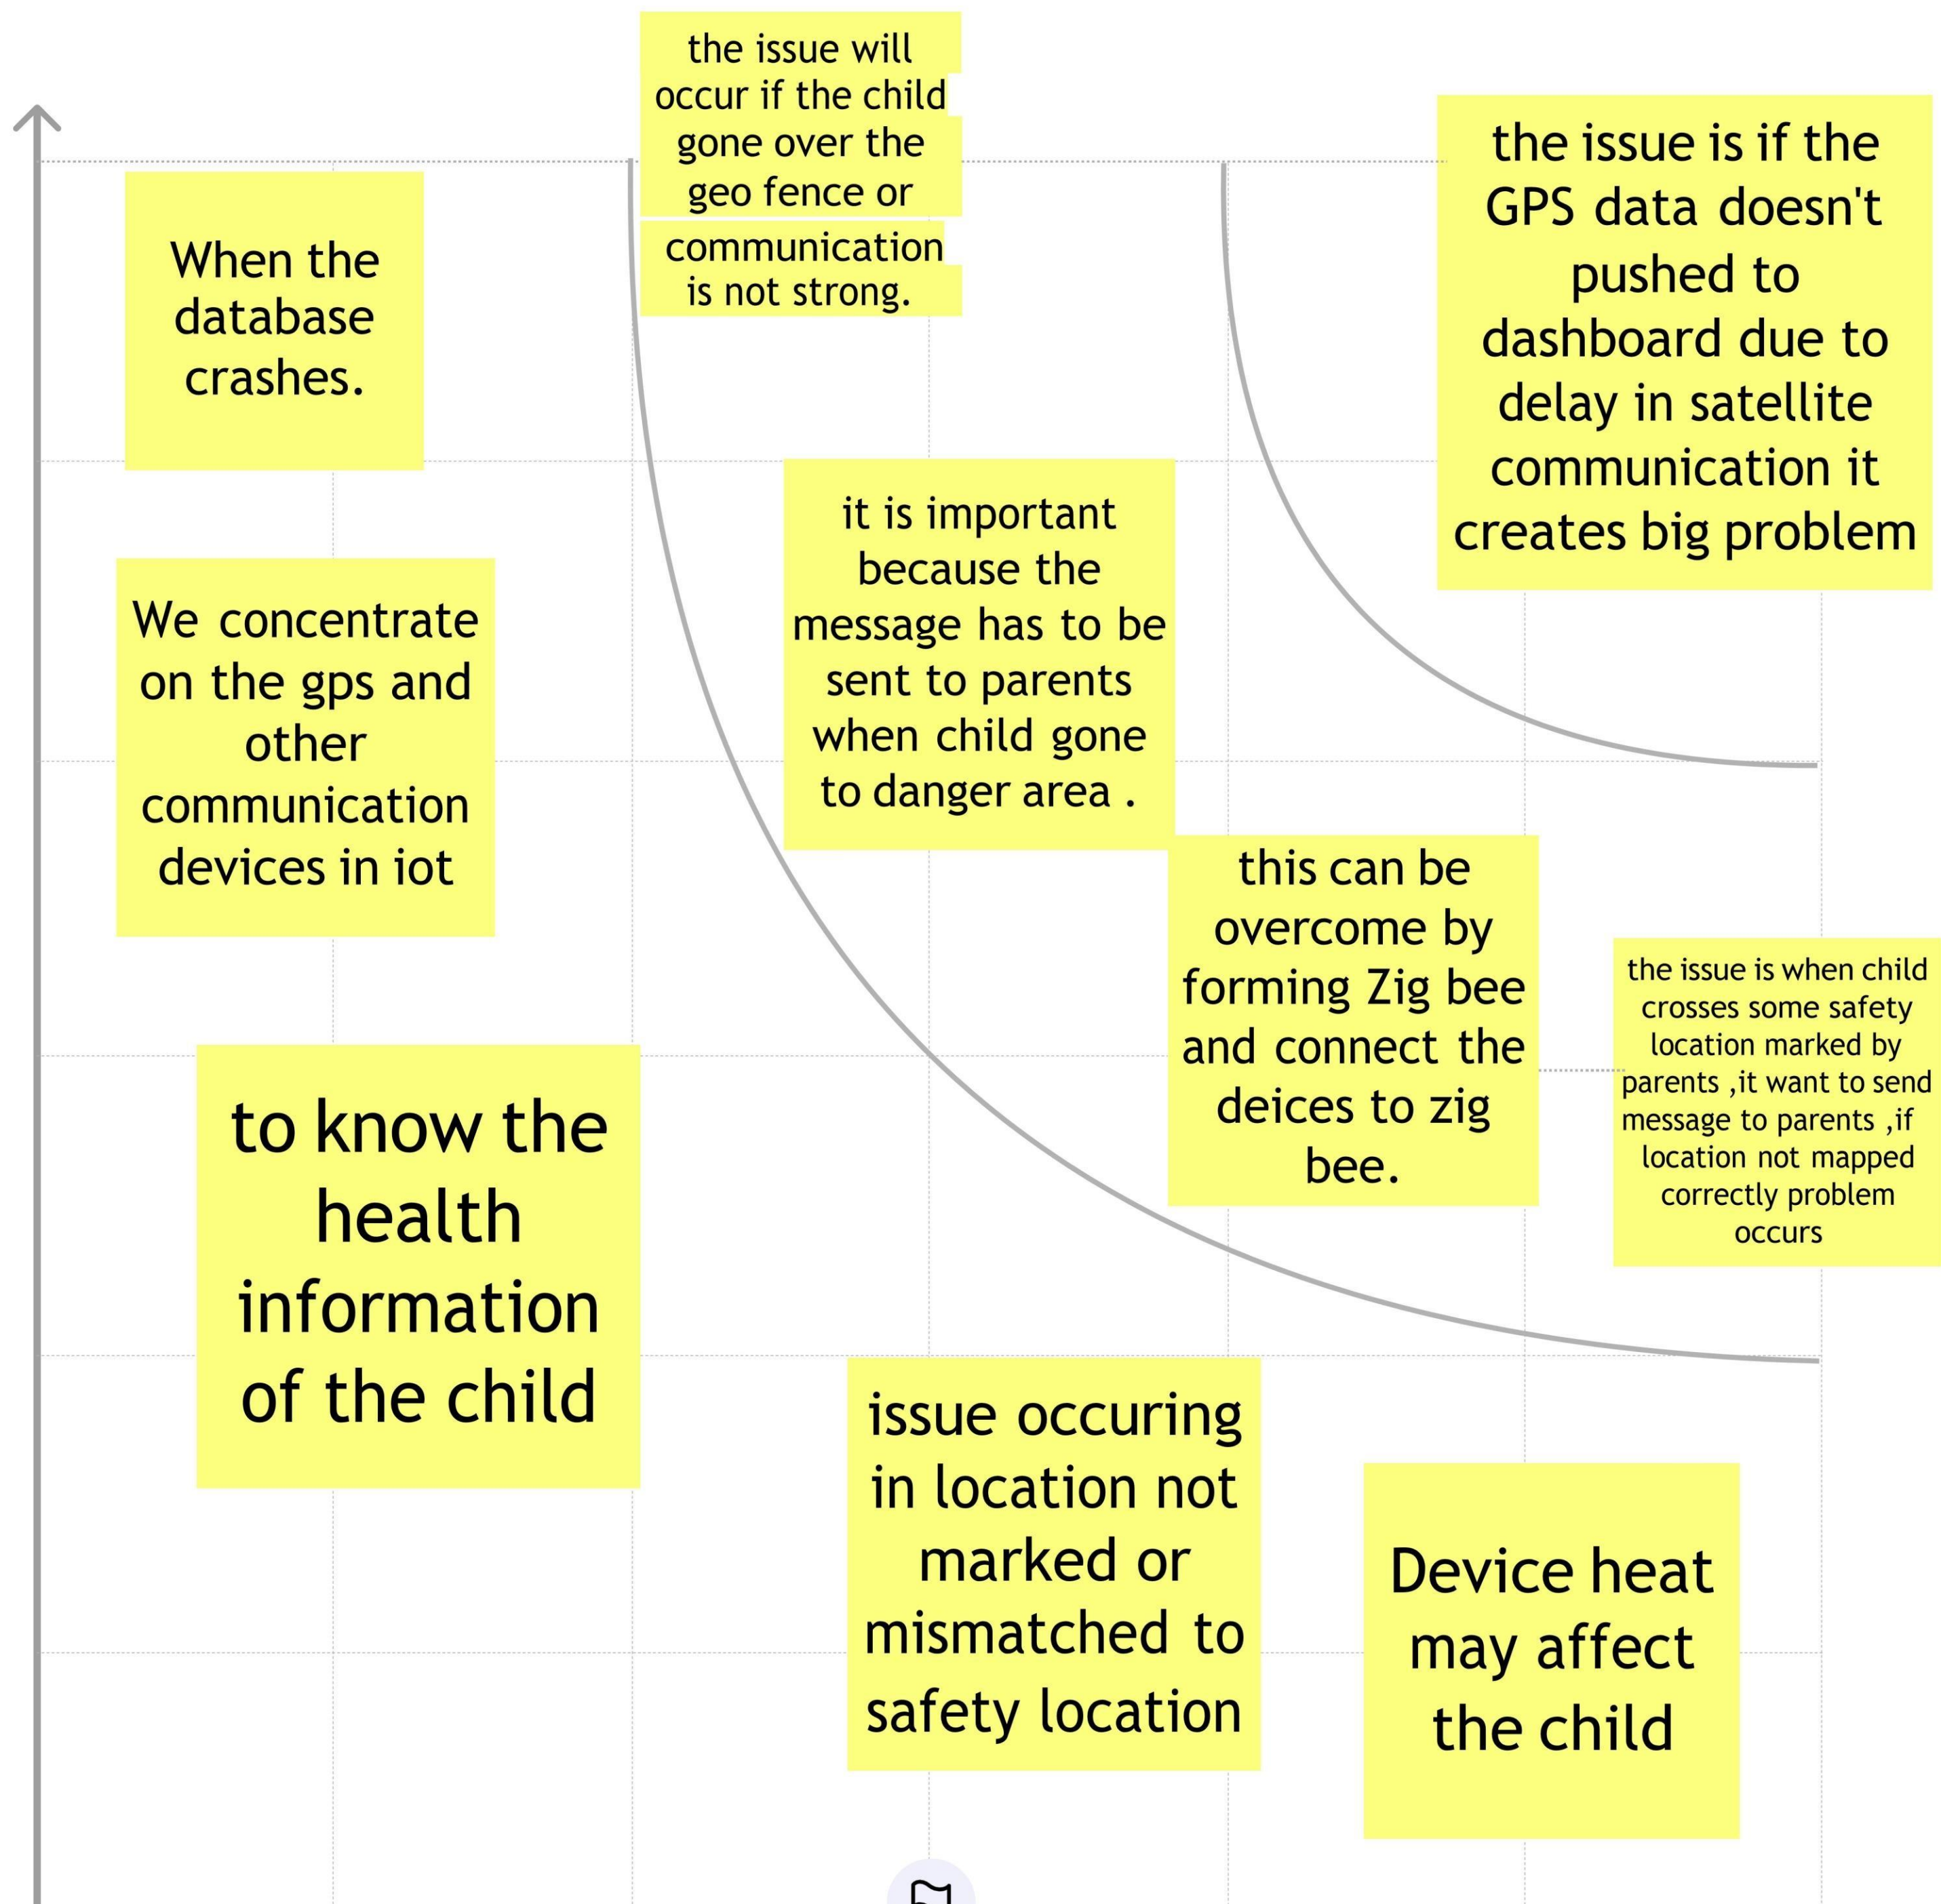 the issue will
occur if the child
gone over the
geo fence or
communication
is not strong.
the issue is if the
GPS data doesn't
pushed to
dashboard due to
delay in satellite
communication it
creates big problem
When the
database
crashes.
it is important
because the
message has to be
sent to parents
when child gone
to danger area .
We concentrate
on the gps and
other
communication
devices in iot
this can be
overcome by
forming Zig bee
and connect the
deices to zig
bee.
the issue is when child
crosses some safety
location marked by
parents ,it want to send
message to parents ,if
location not mapped
correctly problem
occurs
to know the
health
information
of the child
issue occuring
in location not
marked or
mismatched to
safety location
Device heat
may affect
the child